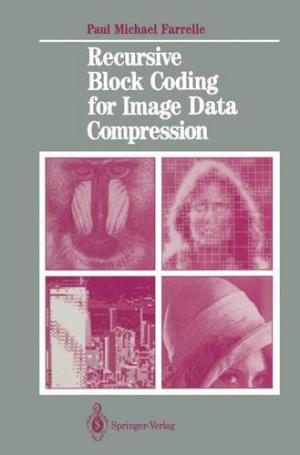 Paul Michael Farrelle
Recursive
Block Coding
for Image Data
Compression
Springer-Verlag